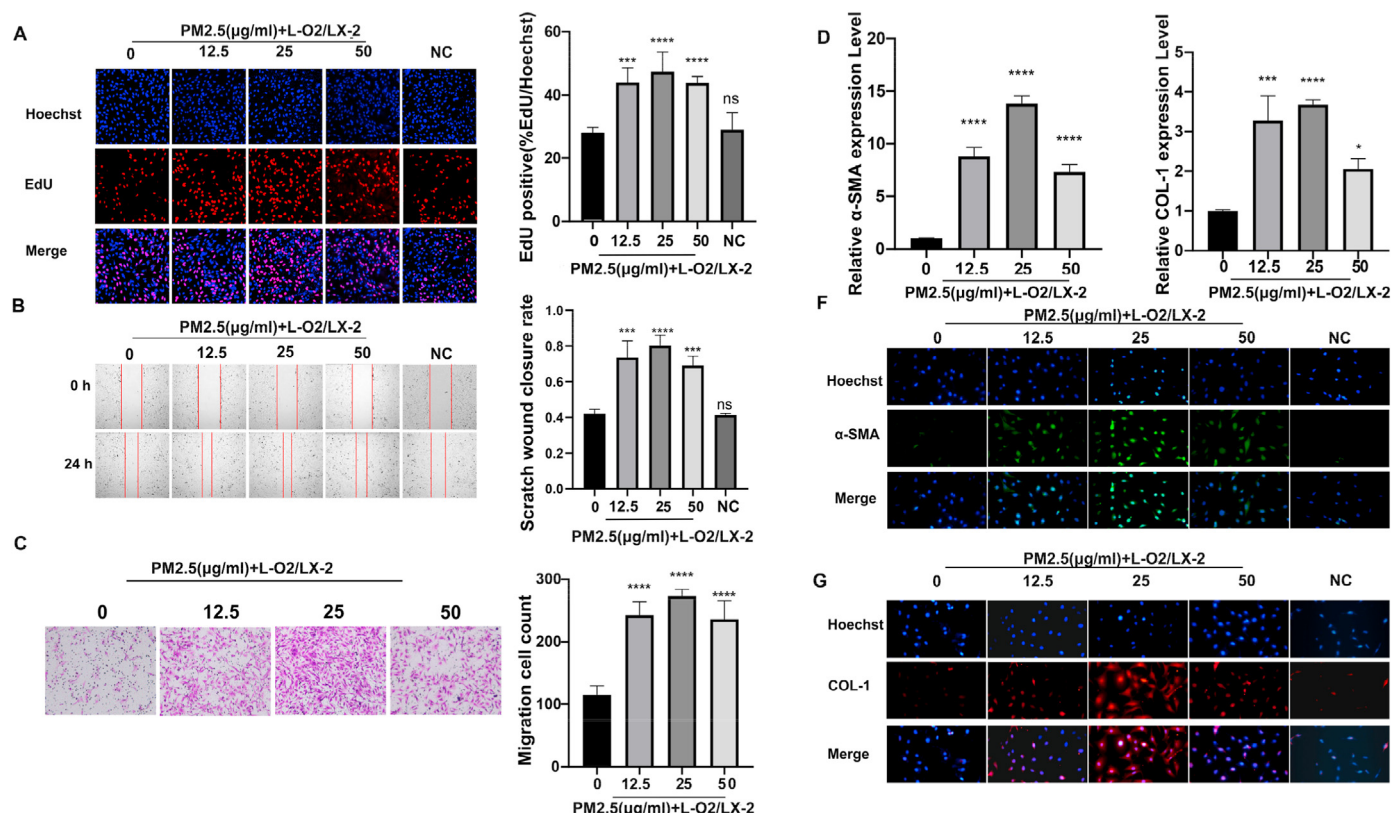 A
PM2.5(µg/ml)+L-O2/LX-2
0 12.5 25 50 NC
Hoechst
EdU
Merge
EdU positive(%EdU/Hoechst)
80
60
40
20
0
*** **** **** ns
0 12.5 25 50 NC
PM2.5(µg/ml)+L-O2/LX-2
B
PM2.5(µg/ml)+L-O2/LX-2
0 12.5 25 50 NC
0 h
24 h
Scratch wound closure rate
1.0
0.8
0.6
0.4
0.2
0.0
*** **** *** ns
0 12.5 25 50 NC
PM2.5(µg/ml)+L-O2/LX-2
C
PM2.5(µg/ml)+L-O2/LX-2
0 12.5 25 50
Migration cell count
300
200
100
0
**** **** ****
0 12.5 25 50
PM2.5(µg/ml)+L-O2/LX-2
D
Relative α-SMA expression Level
20
15
10
5
0
**** **** ****
0 12.5 25 50
PM2.5(µg/ml)+L-O2/LX-2
Relative COL-1 expression Level
5
4
3
2
1
0
*** **** *
0 12.5 25 50
PM2.5(µg/ml)+L-O2/LX-2
F
PM2.5(µg/ml)+L-O2/LX-2
0 12.5 25 50 NC
Hoechst
α-SMA
Merge
G
PM2.5(µg/ml)+L-O2/LX-2
0 12.5 25 50 NC
Hoechst
COL-1
Merge